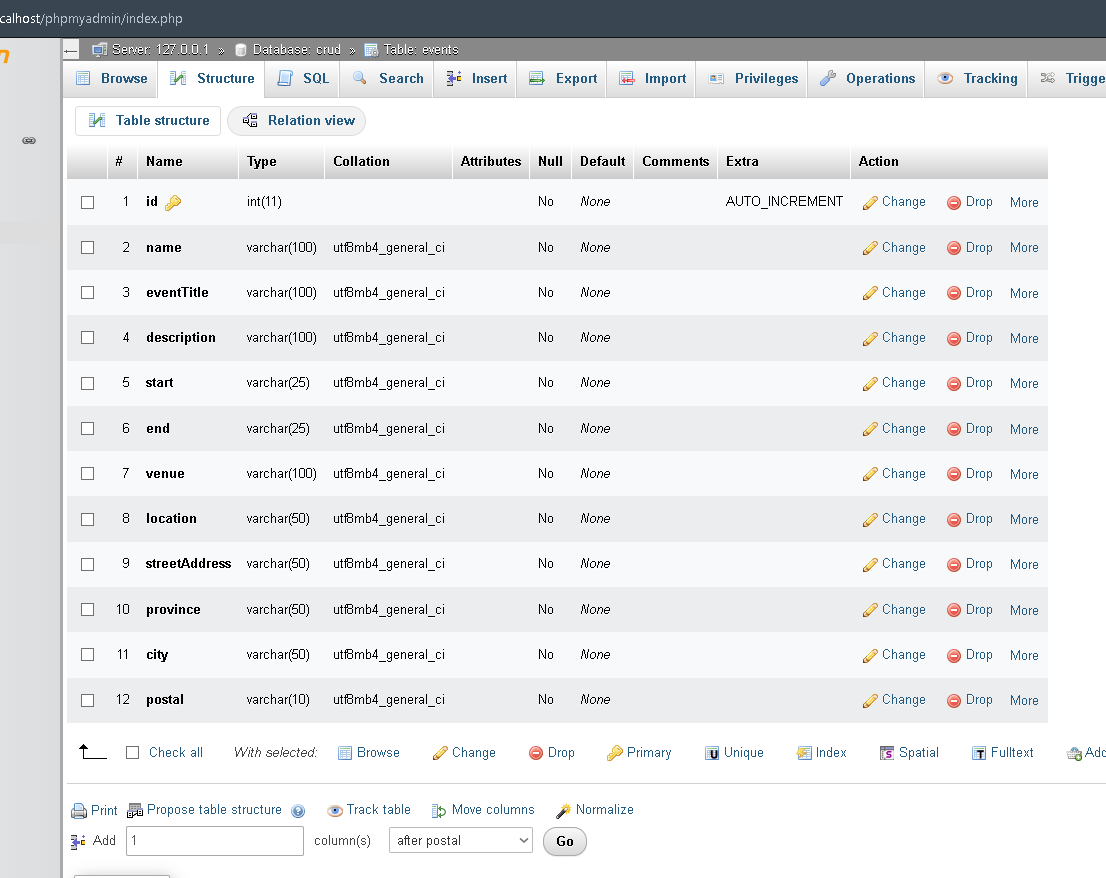 calhost/phpmyadmin/index.php
Server: 127.0.0.1 » Database: crud » Table: events
Browse Structure SQL Search Insert Export Import Privileges Operations Tracking Trigge
Table structure Relation view
# Name Type Collation Attributes Null Default Comments Extra Action
1 id int(11) No None AUTO_INCREMENT Change Drop More
2 name varchar(100) utf8mb4_general_ci No None Change Drop More
3 eventTitle varchar(100) utf8mb4_general_ci No None Change Drop More
4 description varchar(100) utf8mb4_general_ci No None Change Drop More
5 start varchar(25) utf8mb4_general_ci No None Change Drop More
6 end varchar(25) utf8mb4_general_ci No None Change Drop More
7 venue varchar(100) utf8mb4_general_ci No None Change Drop More
8 location varchar(50) utf8mb4_general_ci No None Change Drop More
9 streetAddress varchar(50) utf8mb4_general_ci No None Change Drop More
10 province varchar(50) utf8mb4_general_ci No None Change Drop More
11 city varchar(50) utf8mb4_general_ci No None Change Drop More
12 postal varchar(10) utf8mb4_general_ci No None Change Drop More
Check all With selected: Browse Change Drop Primary Unique Index Spatial Fulltext Add
Print Propose table structure Track table Move columns Normalize
Add 1 column(s) after postal Go